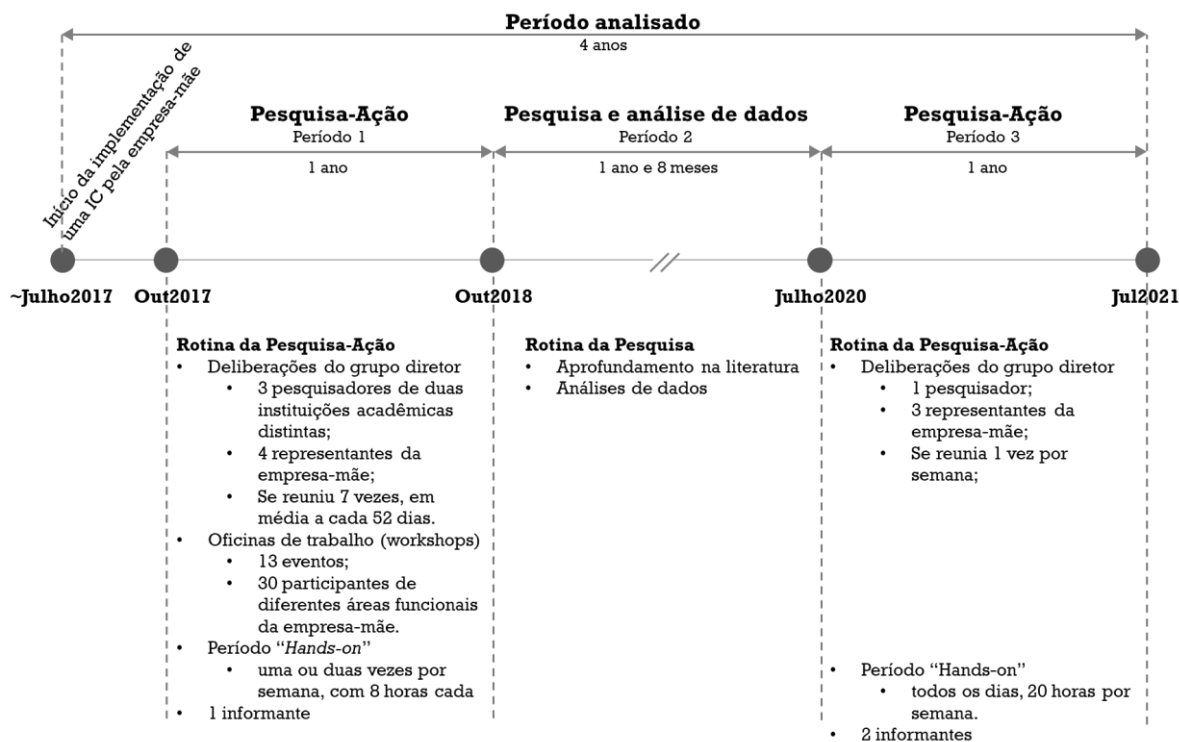 Período analisado
4 anos
Início da implementação de
uma IC pela empresa-mãe
Pesquisa-Ação
Período 1
1 ano
Pesquisa e análise de dados
Período 2
1 ano e 8 meses
Pesquisa-Ação
Período 3
1 ano
~Julho2017
Out2017
Out2018
Julho2020
Jul2021
Rotina da Pesquisa-Ação
• Deliberações do grupo diretor
• 3 pesquisadores de duas
instituições acadêmicas
distintas;
• 4 representantes da
empresa-mãe;
• Se reuniu 7 vezes, em
média a cada 52 dias.
• Oficinas de trabalho (workshops)
• 13 eventos;
• 30 participantes de
diferentes áreas funcionais
da empresa-mãe.
• Período “Hands-on”
• uma ou duas vezes por
semana, com 8 horas cada
• 1 informante
Rotina da Pesquisa
• Aprofundamento na literatura
• Análises de dados
Rotina da Pesquisa-Ação
• Deliberações do grupo diretor
• 1 pesquisador;
• 3 representantes da
empresa-mãe;
• Se reunia 1 vez por
semana;
• Período “Hands-on”
• todos os dias, 20 horas por
semana.
• 2 informantes